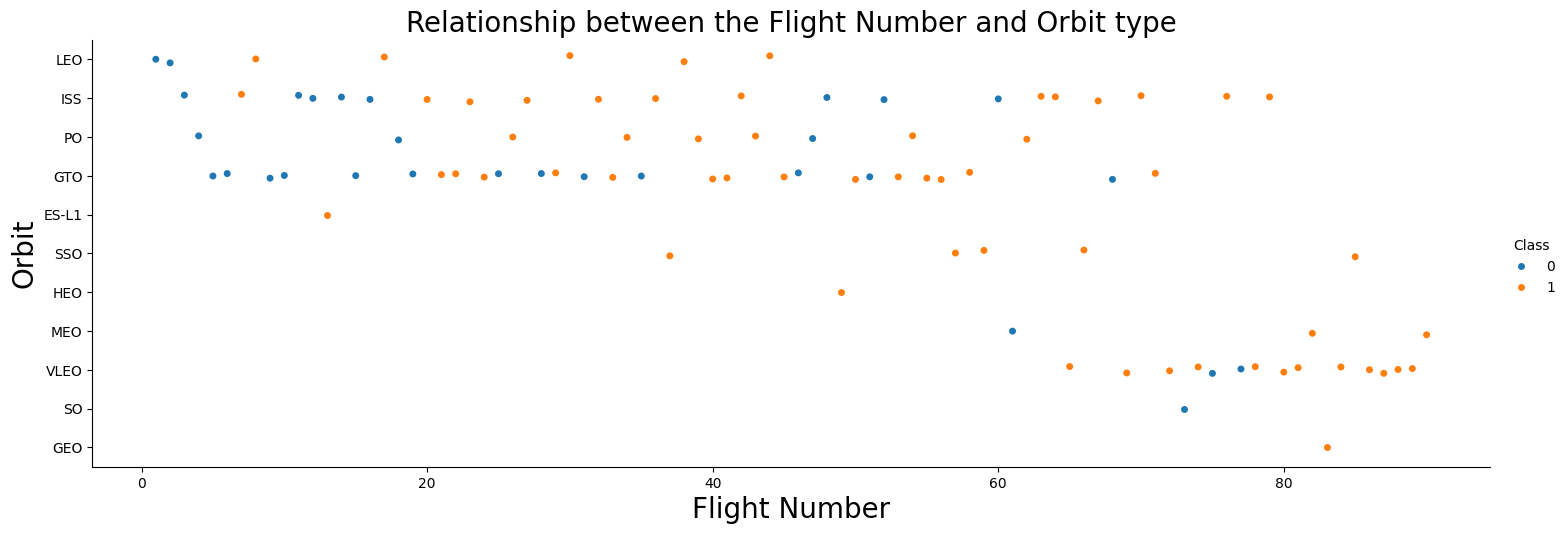 Relationship between the Flight Number and Orbit type
Orbit
LEO
ISS
PO
GTO
ES-L1
SSO
HEO
MEO
VLEO
SO
GEO
0 20 40 60 80
Flight Number
Class
0
1